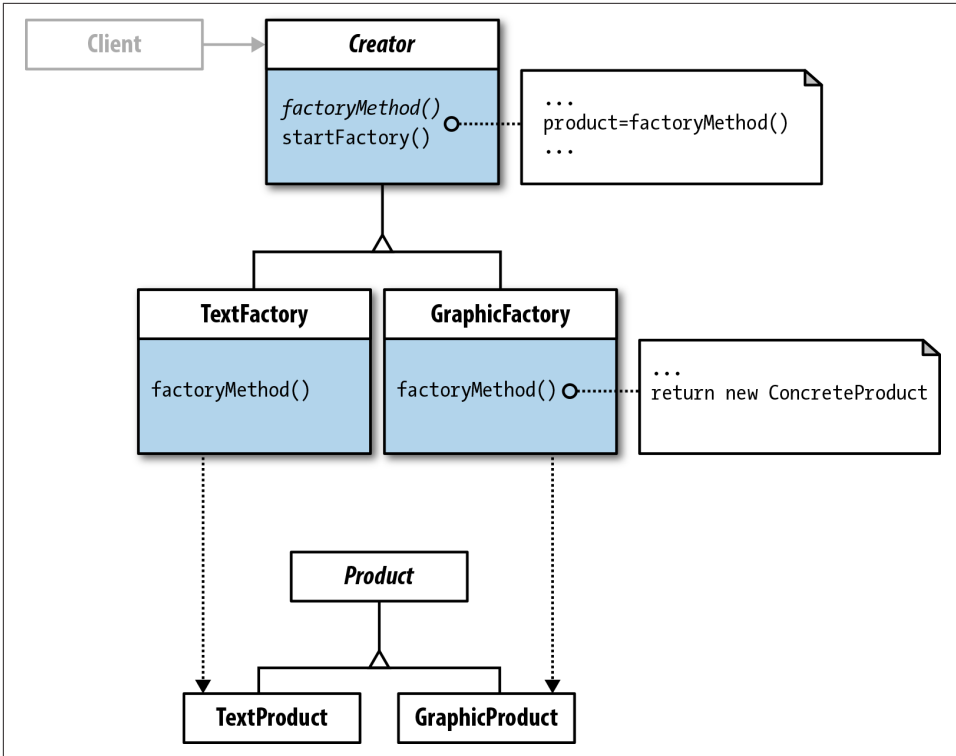 Client
Creator
factoryMethod()
startFactory()
...
product=factoryMethod()
...
TextFactory
factoryMethod()
GraphicFactory
factoryMethod()
...
return new ConcreteProduct
Product
TextProduct
GraphicProduct